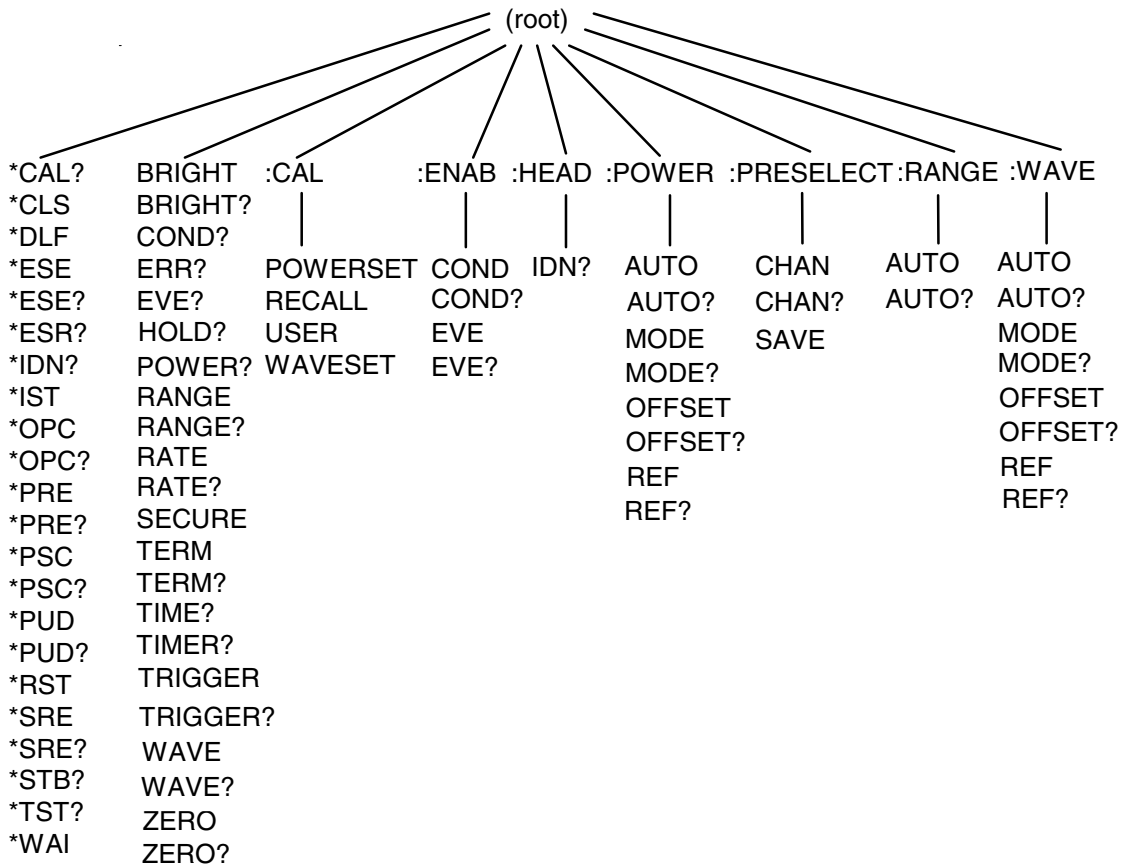 (root)
*CAL? BRIGHT :CAL :ENAB :HEAD :POWER :PRESELECT :RANGE :WAVE
*CLS BRIGHT?
*DLF COND?
*ESE ERR? POWERSET COND IDN? AUTO CHAN AUTO AUTO
*ESE? EVE? RECALL COND? AUTO? CHAN? AUTO? AUTO?
*ESR? HOLD? USER EVE MODE SAVE MODE
*IDN? POWER? WAVESET EVE? MODE? MODE?
*IST RANGE OFFSET OFFSET
*OPC RANGE? OFFSET? OFFSET?
*OPC? RATE REF REF
*PRE RATE? REF? REF?
*PRE? SECURE
*PSC TERM
*PSC? TERM?
*PUD TIME?
*PUD? TIMER?
*RST TRIGGER
*SRE TRIGGER?
*SRE? WAVE
*STB? WAVE?
*TST? ZERO
*WAI ZERO?